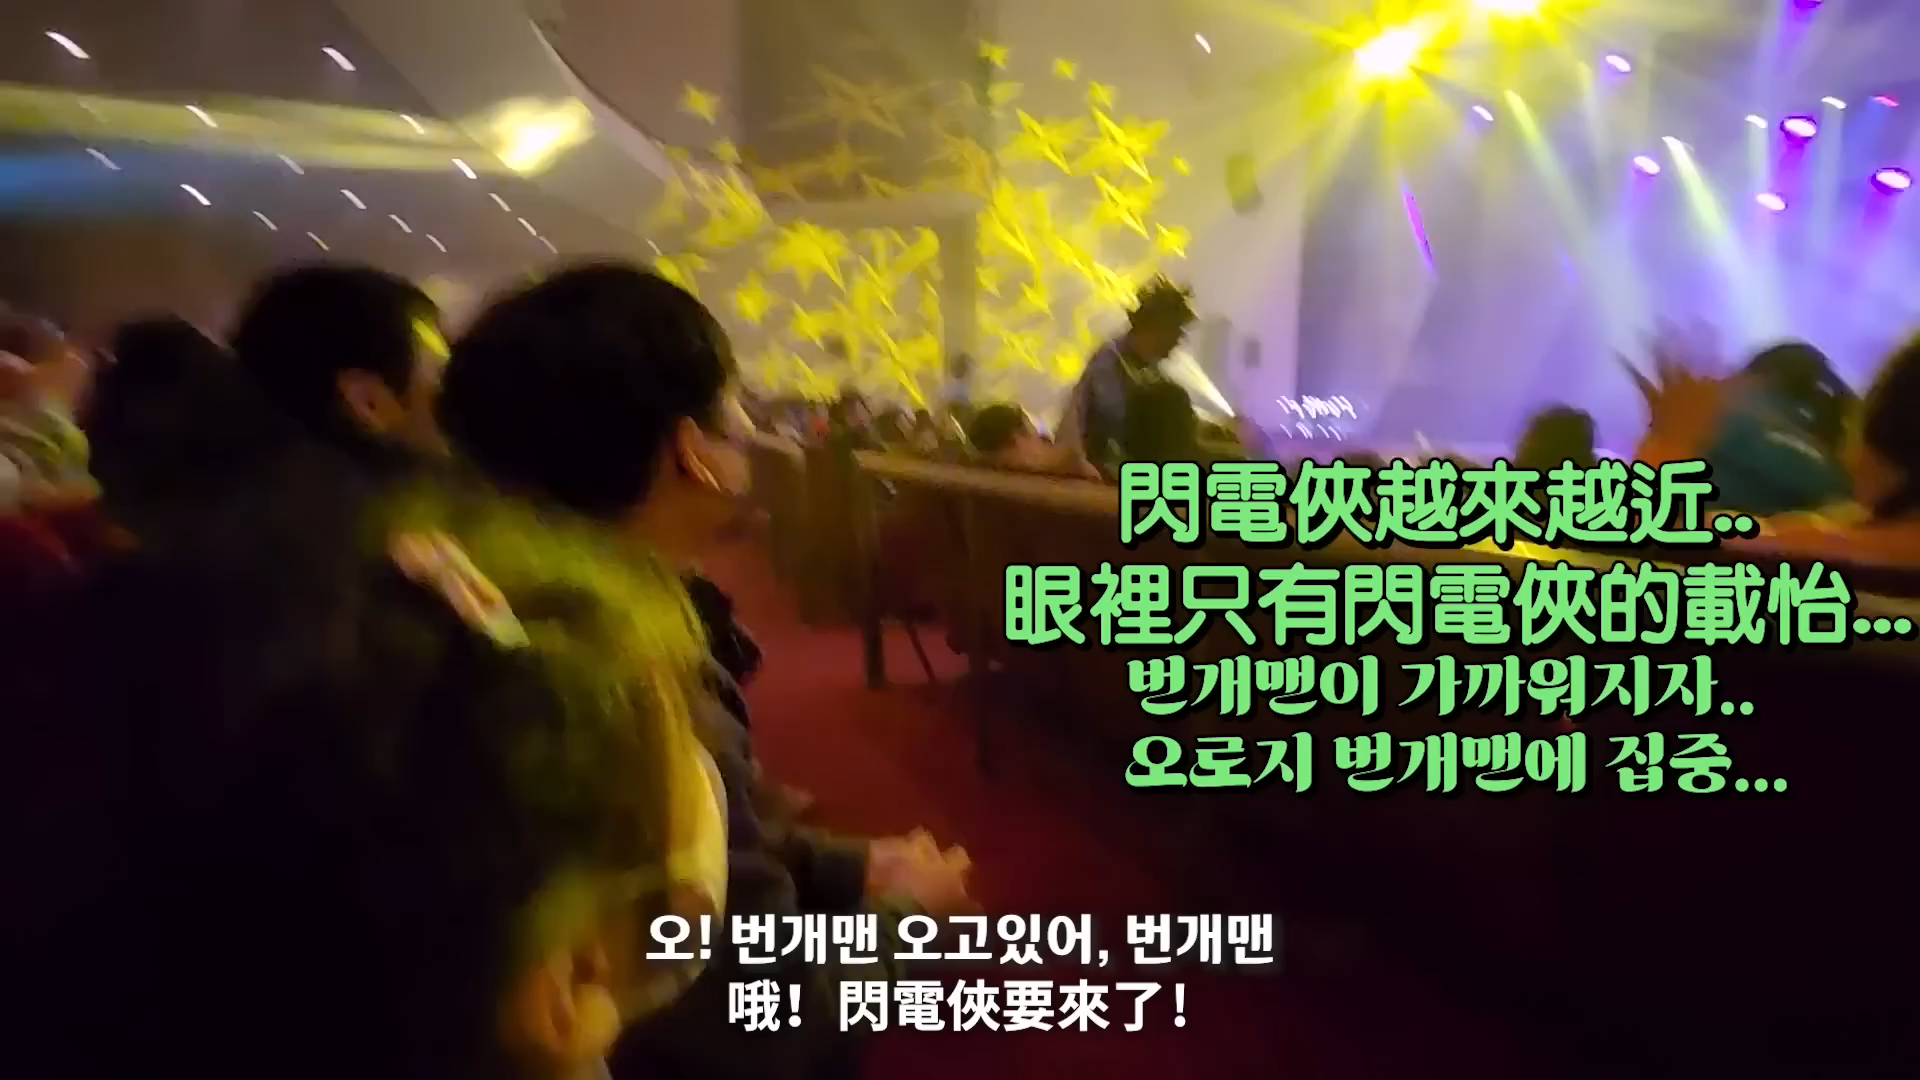 閃電俠越來越近..
眼裡只有閃電俠的載怡...
번개맨이 가까워지자..
오로지 번개맨에 집중...
오! 번개맨 오고있어, 번개맨
哦！閃電俠要來了！